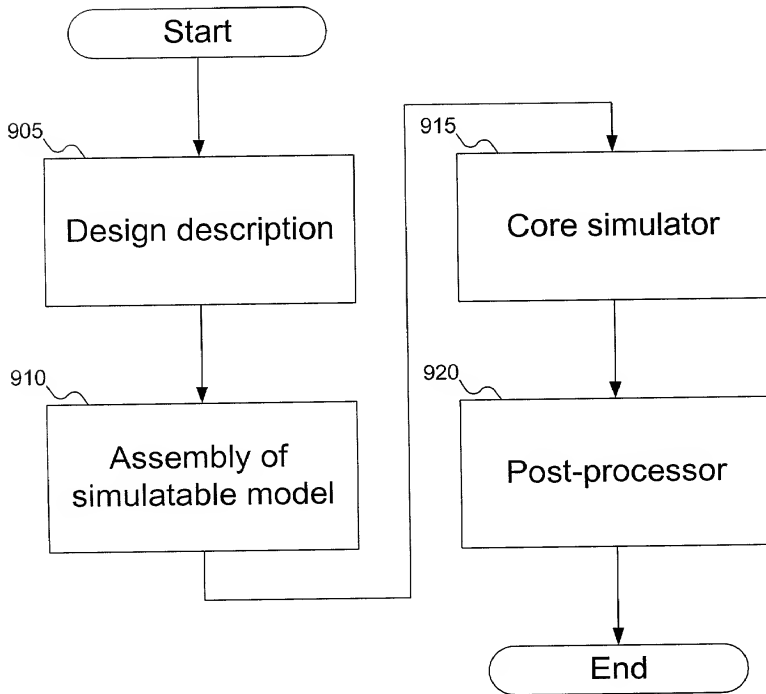 Start
905
Design description
910
Assembly of
simulatable model
915
Core simulator
920
Post-processor
End